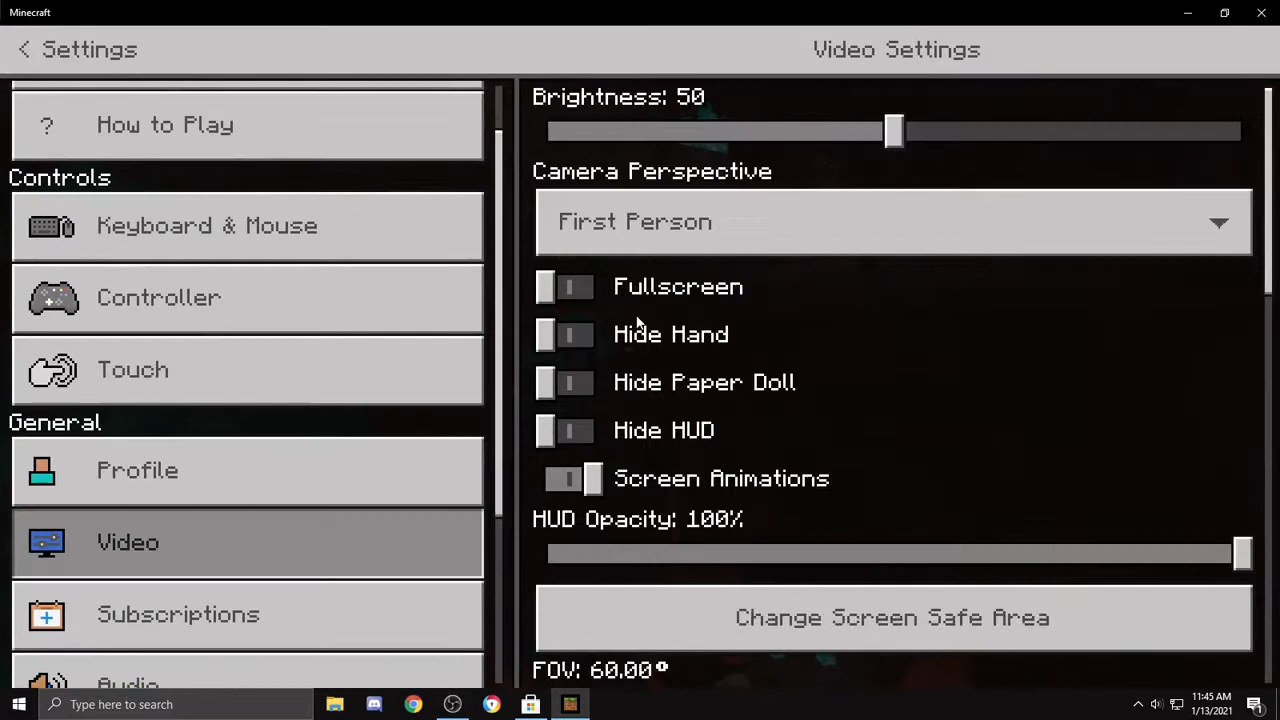 Minecraft
< Settings
Video Settings
? How to Play
Controls
Keyboard & Mouse
Controller
Touch
General
Profile
Video
Subscriptions
Audio
Brightness: 50
Camera Perspective
First Person
Fullscreen
Hide Hand
Hide Paper Doll
Hide HUD
Screen Animations
HUD Opacity: 100%
Change Screen Safe Area
FOV: 60.00°
Type here to search
11:45 AM
1/13/2021